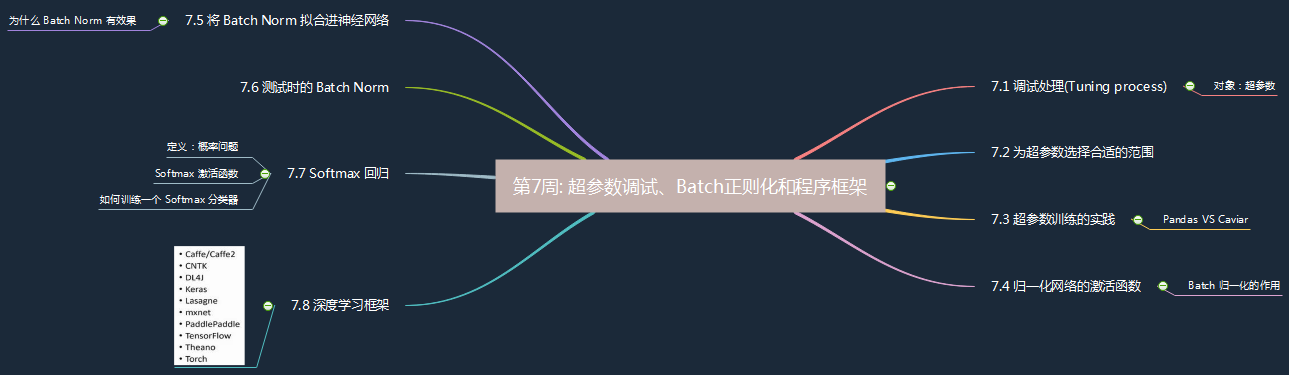 第7周: 超参数调试、Batch正则化和程序框架
7.1 调试处理(Tuning process)
对象：超参数
7.2 为超参数选择合适的范围
7.3 超参数训练的实践
Pandas VS Caviar
7.4 归一化网络的激活函数
Batch 归一化的作用
7.5 将 Batch Norm 拟合进神经网络
为什么 Batch Norm 有效果
7.6 测试时的 Batch Norm
7.7 Softmax 回归
定义：概率问题
Softmax 激活函数
如何训练一个 Softmax 分类器
7.8 深度学习框架
• Caffe/Caffe2
• CNTK
• DL4J
• Keras
• Lasagne
• mxnet
• PaddlePaddle
• TensorFlow
• Theano
• Torch